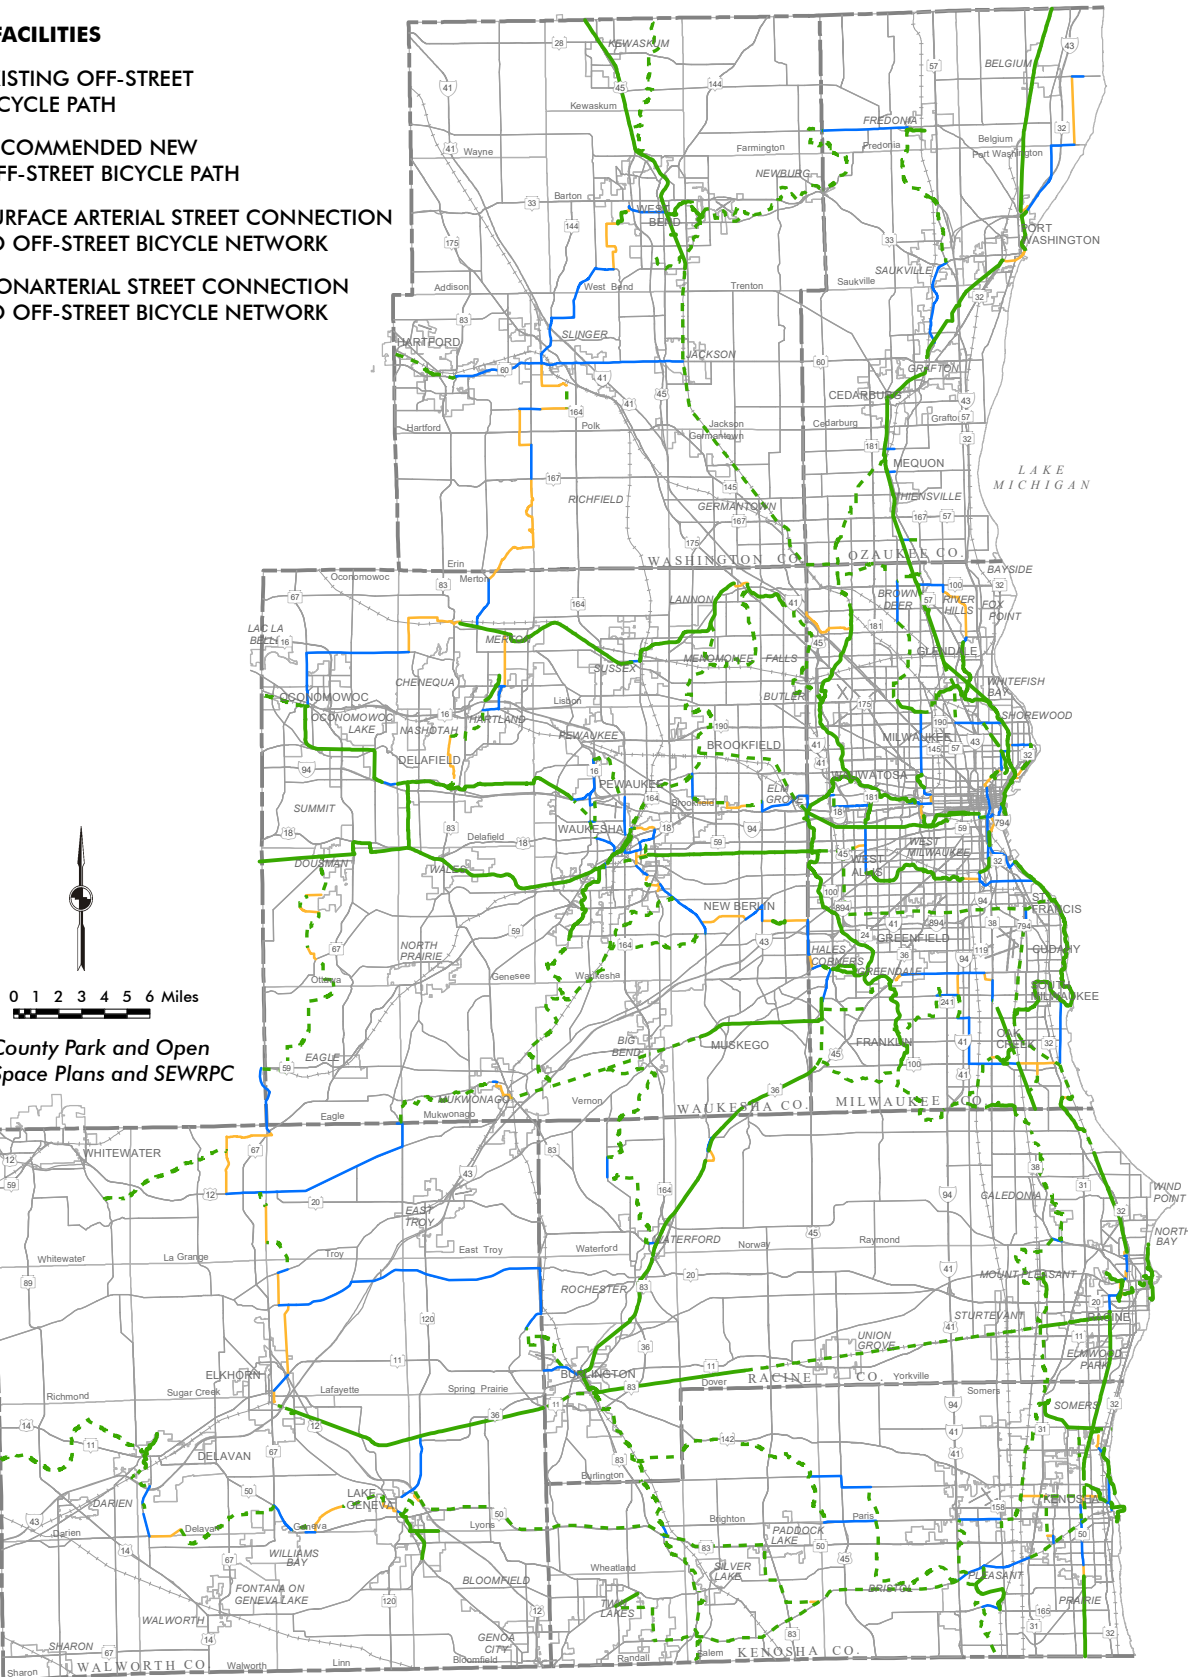 FACILITIES
ISTING OFF-STREET
CYCLE PATH
COMMENDED NEW
FF-STREET BICYCLE PATH
URFACE ARTERIAL STREET CONNECTION
O OFF-STREET BICYCLE NETWORK
ONARTERIAL STREET CONNECTION
O OFF-STREET BICYCLE NETWORK
0 1 2 3 4 5 6 Miles
County Park and Open
Space Plans and SEWRPC
KEWASKUM
Kewaskum
Wayne
BELGIUM
Belgium
Port Washington
FREDONIA
Fredonia
Farmington
NEWBURG
Barton
WEST
BEND
PORT
WASHINGTON
SAUKVILLE
Saukville
Addison
West Bend
Trenton
SLINGER
HARTFORD
JACKSON
GRAFTON
CEDARBURG
Cedarburg
Hartford
Polk
Jackson
Germantown
MEQUON
LAKE
MICHIGAN
RICHFIELD
THIENSVILLE
GERMANTOWN
WASHINGTON CO.
OZAUKEE CO.
Erin
Merton
Oconomowoc
BAYSIDE
LANNON
BROWN
DEER
RIVER
HILLS
FOX
POINT
LAC LA
BELLE
MERTON
SUSSEX
MENOMONEE FALLS
GLENDALE
CHENEQUA
OCONOMOWOC
Lisbon
BUTLER
WHITEFISH
BAY
OCONOMOWOC
LAKE
NASHOTAH
HARTLAND
PEWAUKEE
SHOREWOOD
BROOKFIELD
MILWAUKEE
DELAFIELD
PEWAUKEE
WAUWATOSA
ELM
GROVE
Brookfield
SUMMIT
Delafield
WAUKESHA
DOUSMAN
WALES
WEST
MILWAUKEE
WEST
ALLIS
NEW BERLIN
ST.
FRANCIS
GREENFIELD
CUDAHY
NORTH
PRAIRIE
Ottawa
Genesee
Waukesha
HALES
CORNERS
GREENDALE
SOUTH
MILWAUKEE
BIG
BEND
MUSKEGO
FRANKLIN
OAK
CREEK
EAGLE
Eagle
MUKWONAGO
Mukwonago
Vernon
WAUKESHA CO.
MILWAUKEE CO.
WHITEWATER
CALEDONIA
WIND
POINT
NORTH
BAY
EAST
TROY
WATERFORD
Whitewater
La Grange
Troy
East Troy
Waterford
Norway
Raymond
ROCHESTER
MOUNT PLEASANT
STURTEVANT
RACINE
UNION
GROVE
ELMWOOD
PARK
ELKHORN
BURLINGTON
Dover
RACINE CO.
Yorkville
Richmond
Sugar Creek
Lafayette
Spring Prairie
Somers
SOMERS
DELAVAN
Burlington
DARIEN
LAKE
GENEVA
KENOSHA
Darien
Delavan
Geneva
Lyons
Brighton
Paris
PADDOCK
LAKE
WILLIAMS
BAY
Wheatland
SILVER
LAKE
PLEASANT
PRAIRIE
BLOOMFIELD
BRISTOL
FONTANA ON
GENEVA LAKE
TWIN
LAKES
WALWORTH
GENOA
CITY
SHARON
Sharon
WALWORTH CO.
Walworth
Linn
Bloomfield
Randall
Salem
KENOSHA CO.